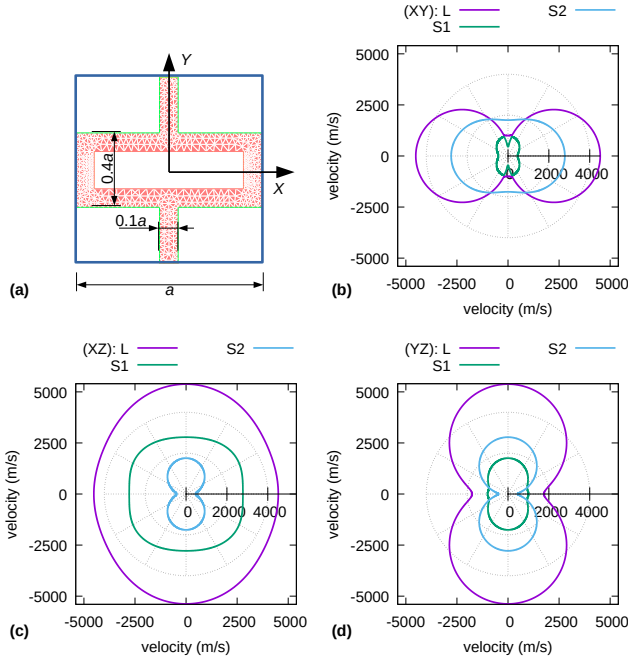 Y
X
0.4a
0.1a
a
(a)
(XY): L
S2
S1
velocity (m/s)
5000
2500
0
-2500
-5000
0
2000 4000
-5000 -2500 0 2500 5000
velocity (m/s)
(b)
(XZ): L
S2
S1
velocity (m/s)
5000
2500
0
-2500
-5000
0
2000 4000
-5000 -2500 0 2500 5000
velocity (m/s)
(c)
(YZ): L
S2
S1
velocity (m/s)
5000
2500
0
-2500
-5000
0
2000 4000
-5000 -2500 0 2500 5000
velocity (m/s)
(d)